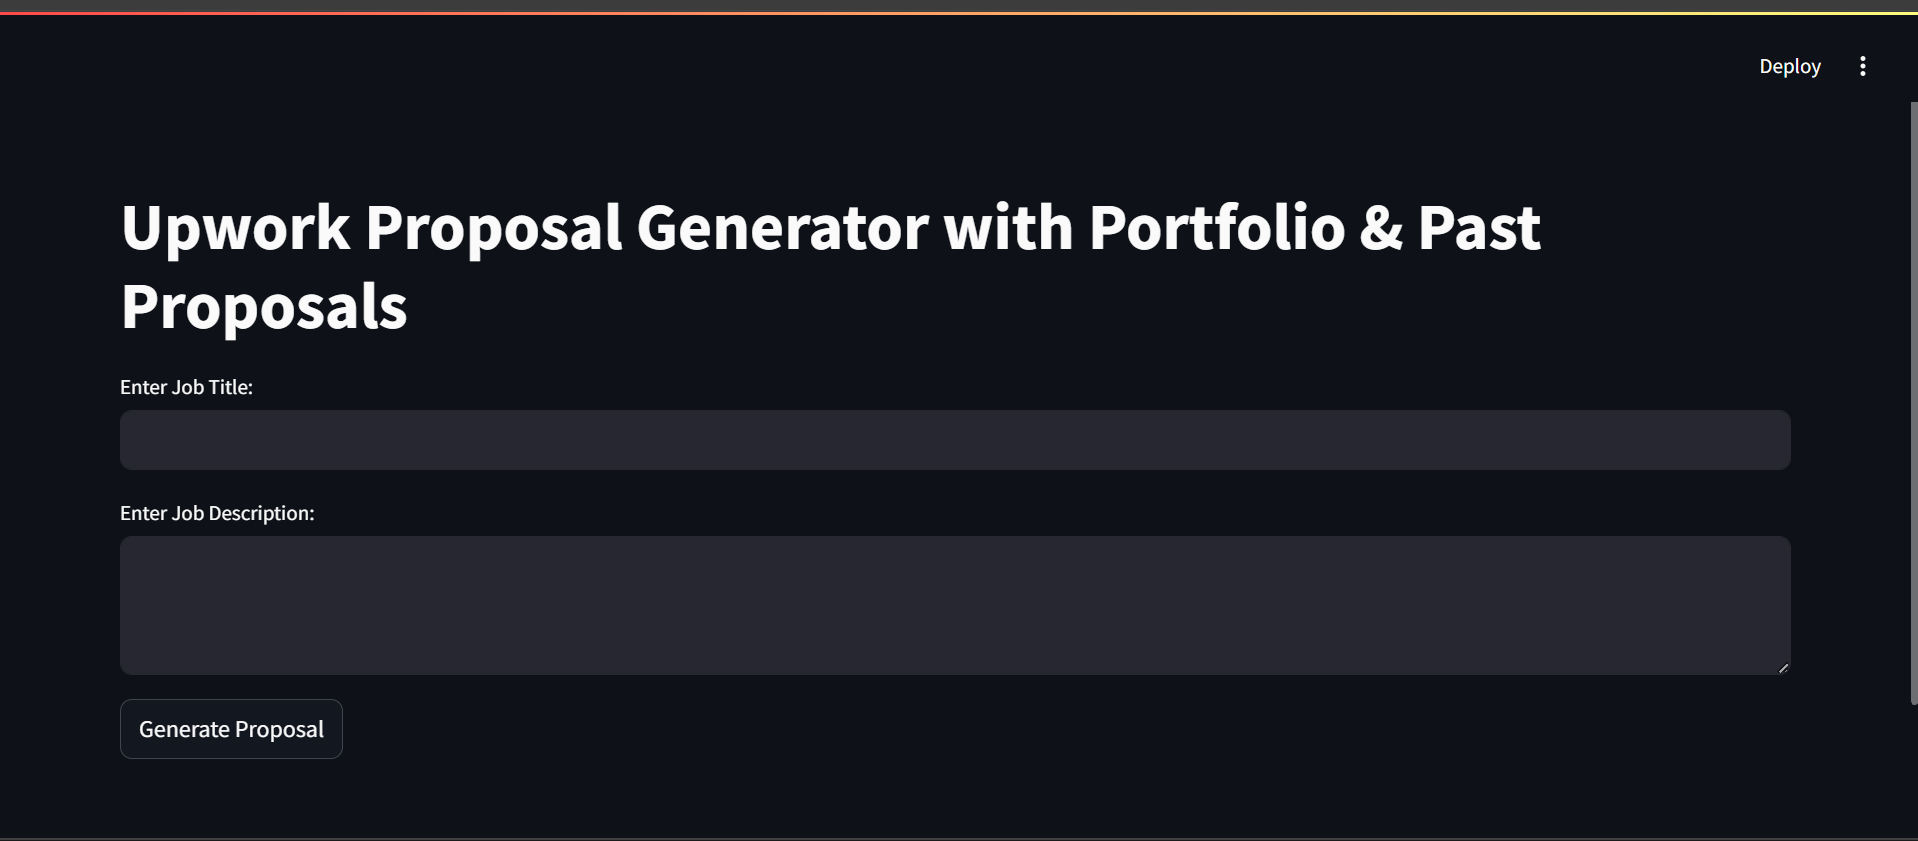 Deploy
Upwork Proposal Generator with Portfolio & Past
Proposals
Enter Job Title:
Enter Job Description:
Generate Proposal